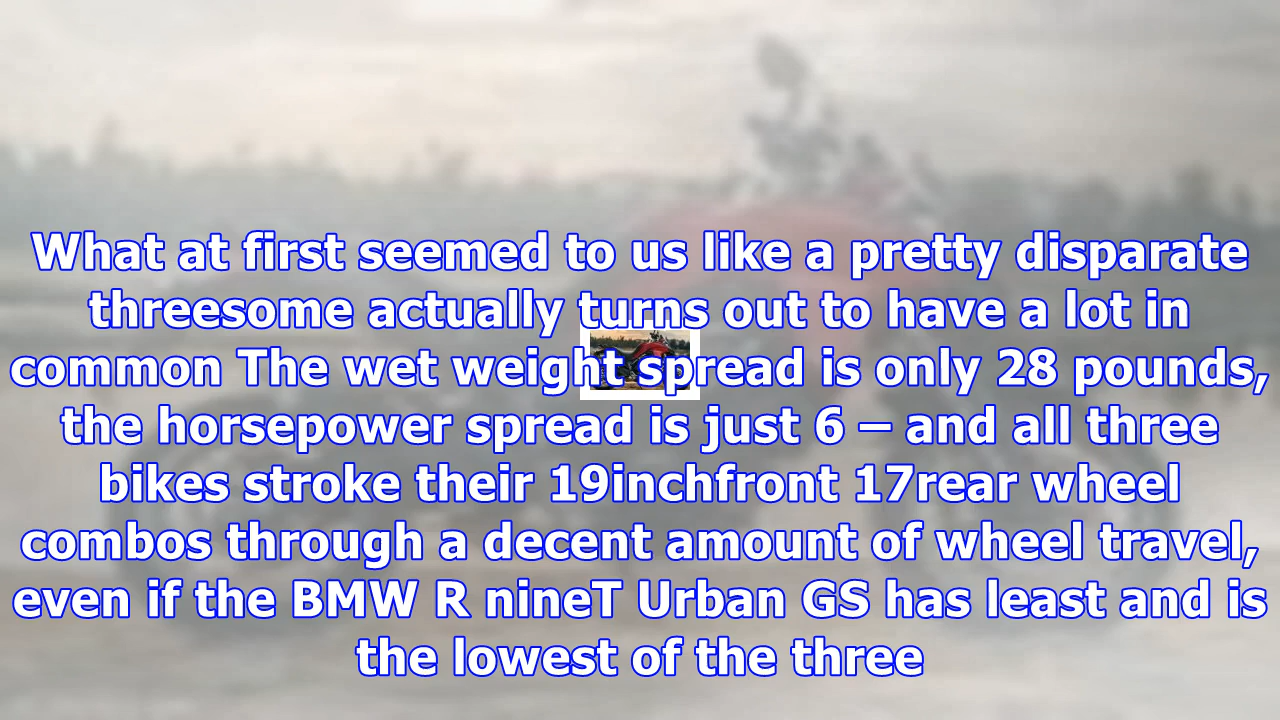 What at first seemed to us like a pretty disparate
threesome actually turns out to have a lot in
common The wet weight spread is only 28 pounds,
the horsepower spread is just 6 – and all three
bikes stroke their 19inchfront 17rear wheel
combos through a decent amount of wheel travel,
even if the BMW R nineT Urban GS has least and is
the lowest of the three